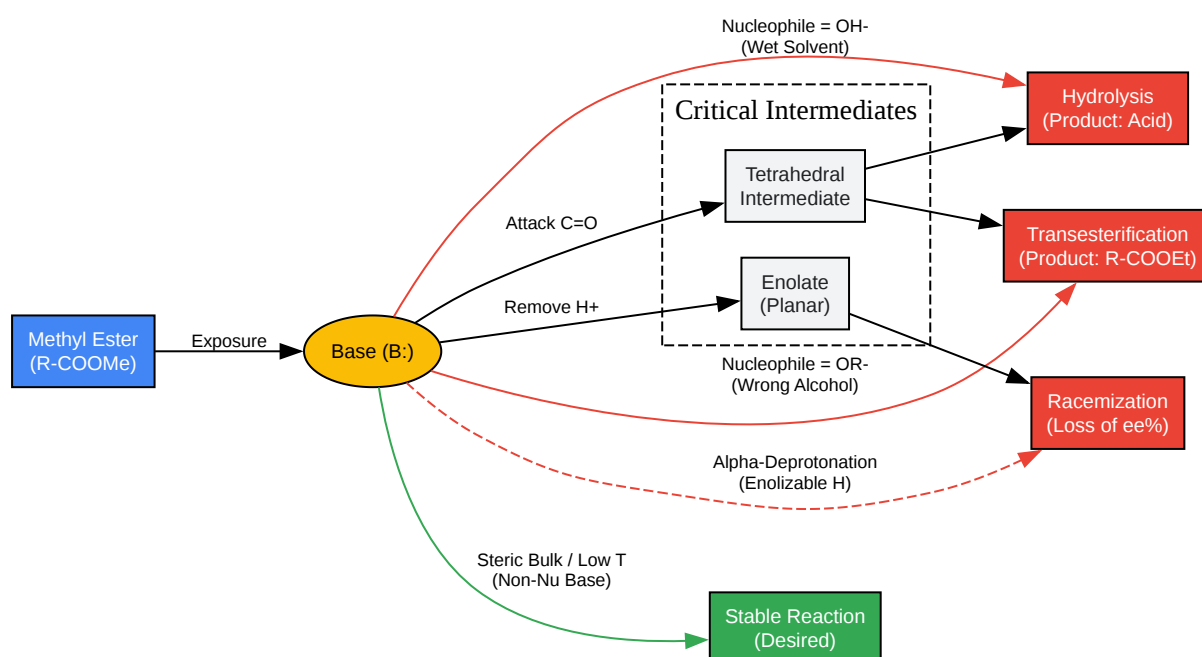 Nucleophile = OH-
(Wet Solvent)
Hydrolysis
(Product: Acid)
Critical Intermediates
Tetrahedral
Intermediate
Attack C=O
Transesterification
(Product: R-COOEt)
Enolate
(Planar)
Remove H+
Methyl Ester
(R-COOMe)
Exposure
Base (B:)
Nucleophile = OR-
(Wrong Alcohol)
Racemization
(Loss of ee%)
Alpha-Deprotonation
(Enolizable H)
Steric Bulk / Low T
(Non-Nu Base)
Stable Reaction
(Desired)